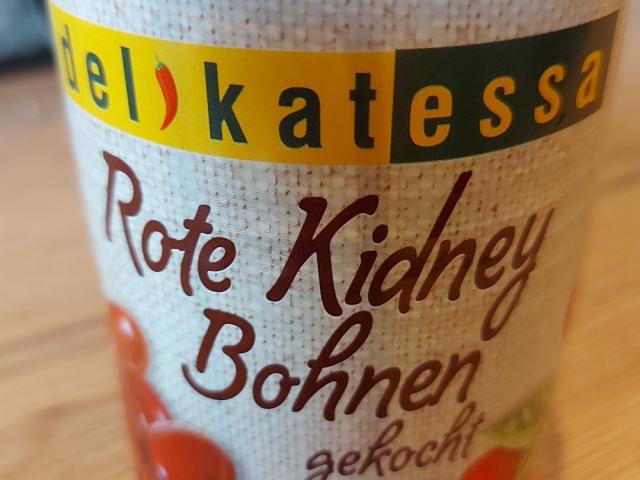 delikatessa
Rote Kidney
Bohnen
gekocht